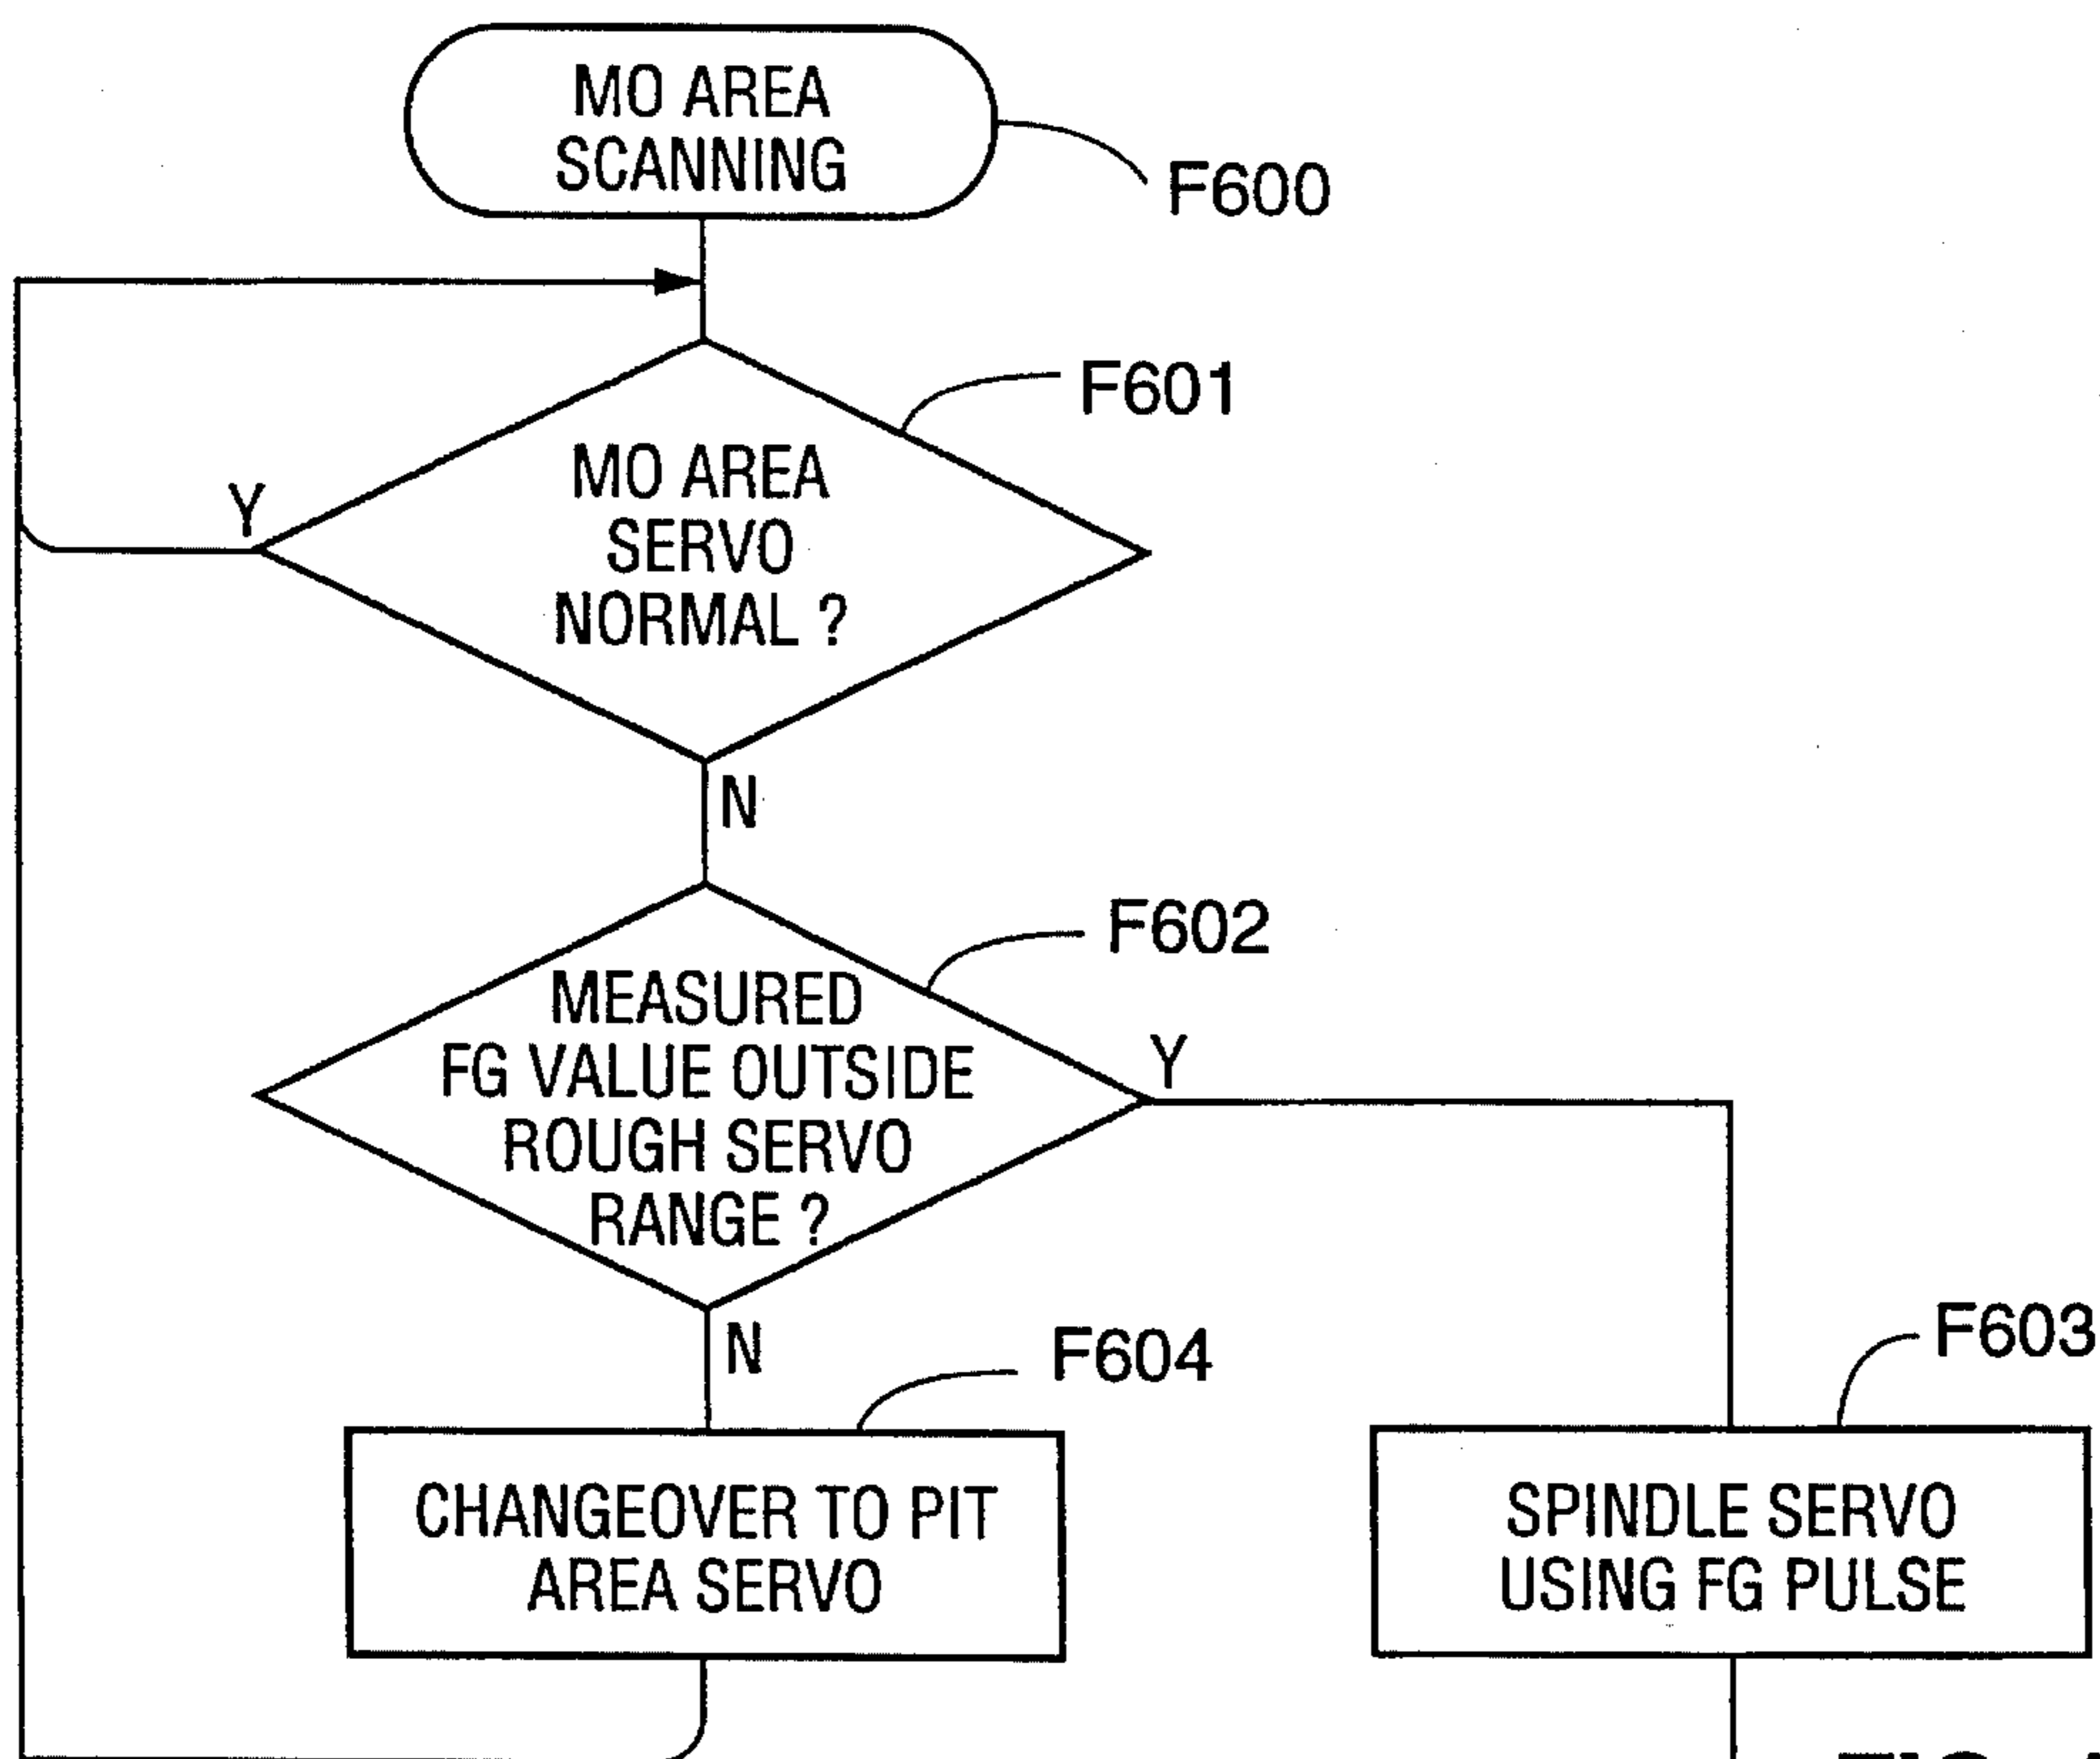 MO AREA
SCANNING
F600
F601
MO AREA
SERVO
NORMAL ?
Y
N
F602
MEASURED
FG VALUE OUTSIDE
ROUGH SERVO
RANGE ?
Y
N
F604
F603
CHANGEOVER TO PIT
AREA SERVO
SPINDLE SERVO
USING FG PULSE